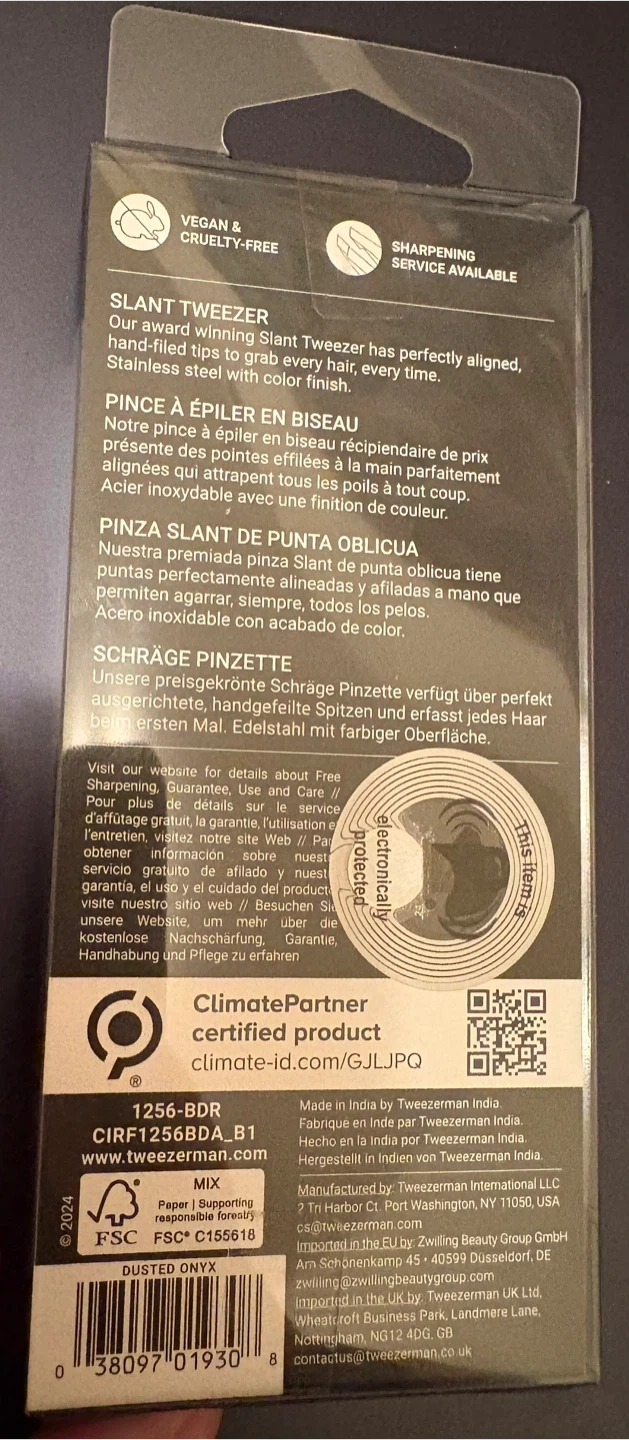 VEGAN &
CRUELTY-FREE
SHARPENING
SERVICE AVAILABLE
SLANT TWEEZER
Our award winning Slant Tweezer has perfectly aligned,
hand-filed tips to grab every hair, every time.
Stainless steel with color finish.
PINCE À ÉPILER EN BISEAU
Notre pince à épiler en biseau récipiendaire de prix
présente des pointes effilées à la main parfaitement
alignées qui attrapent tous les poils à tout coup.
Acier inoxydable avec une finition de couleur.
PINZA SLANT DE PUNTA OBLICUA
Nuestra premiada pinza Slant de punta oblicua tiene
puntas perfectamente alineadas y afiladas a mano que
permiten agarrar, siempre, todos los pelos.
Acero inoxidable con acabado de color.
SCHRÄGE PINZETTE
Unsere preisgekrönte Schräge Pinzette verfügt über perfekt
ausgerichtete, handgefeilte Spitzen und erfasst jedes Haar
beim ersten Mal. Edelstahl mit farbiger Oberfläche.
Visit our website for details about Free
Sharpening, Guarantee, Use and Care //
Pour plus de détails sur le service
d'affûtage gratuit, la garantie, l'utilisation e
l'entretien, visitez notre site Web // Pa
obtener información sobre nuest
servicio gratuito de afilado y nuest
garantía, el uso y el cuidado del product
visite nuestro sitio web // Besuchen Si
unsere Website, um mehr über die
kostenlose Nachschärfung, Garantie,
Handhabung und Pflege zu erfahren
This item is
electronically
protected
ClimatePartner
certified product
climate-id.com/GJLJPQ
®
1256-BDR
CIRF1256BDA_B1
www.tweezerman.com
© 2024
FSC
MIX
Paper | Supporting
responsible forestry
FSC® C155618
DUSTED ONYX
0 38097 01930 8
Made in India by Tweezerman India.
Fabriqué en Inde par Tweezerman India.
Hecho en la India por Tweezerman India.
Hergestellt in Indien von Tweezerman India.
Manufactured by: Tweezerman International LLC
2 Tri Harbor Ct. Port Washington, NY 11050, USA
cs@tweezerman.com
Imported in the EU by: Zwilling Beauty Group GmbH
Am Schönenkamp 45 • 40599 Düsseldorf, DE
zwilling@zwillingbeautygroup.com
Imported in the UK by: Tweezerman UK Ltd,
Wheatcroft Business Park, Landmere Lane,
Nottingham, NG12 4DG, GB
contactus@tweezerman.co.uk